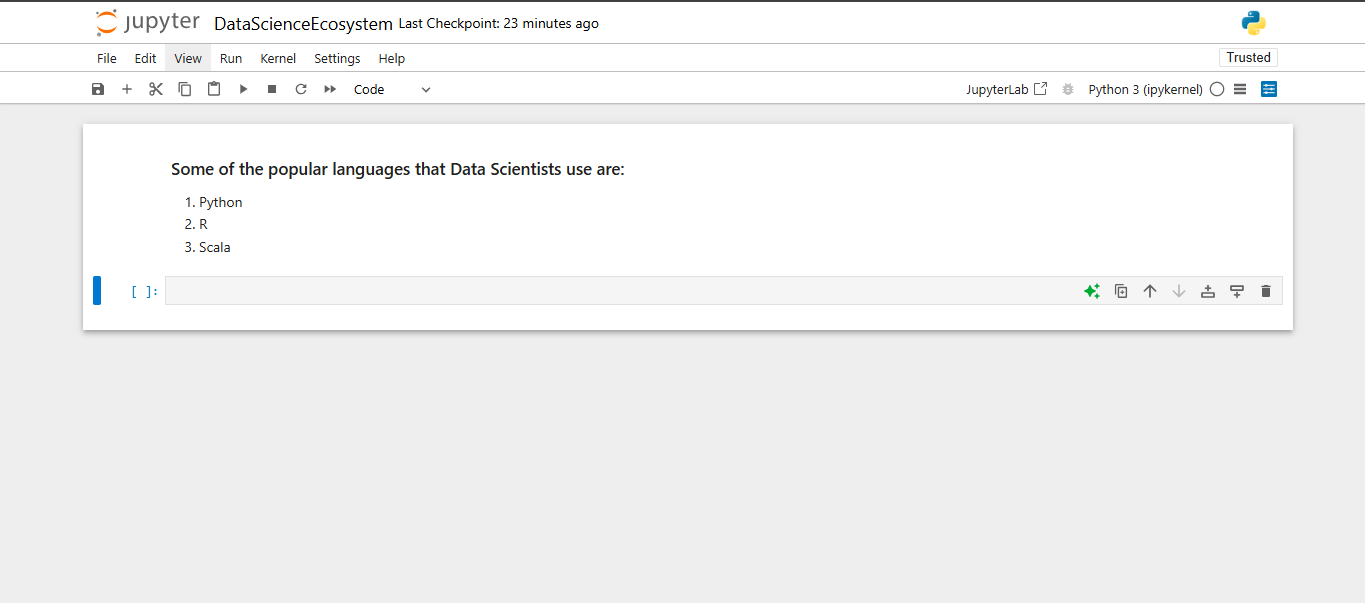 jupyter DataScienceEcosystem Last Checkpoint: 23 minutes ago
File Edit View Run Kernel Settings Help Trusted
Code JupyterLab Python 3 (ipykernel)
Some of the popular languages that Data Scientists use are:
1. Python
2. R
3. Scala
[ ]: